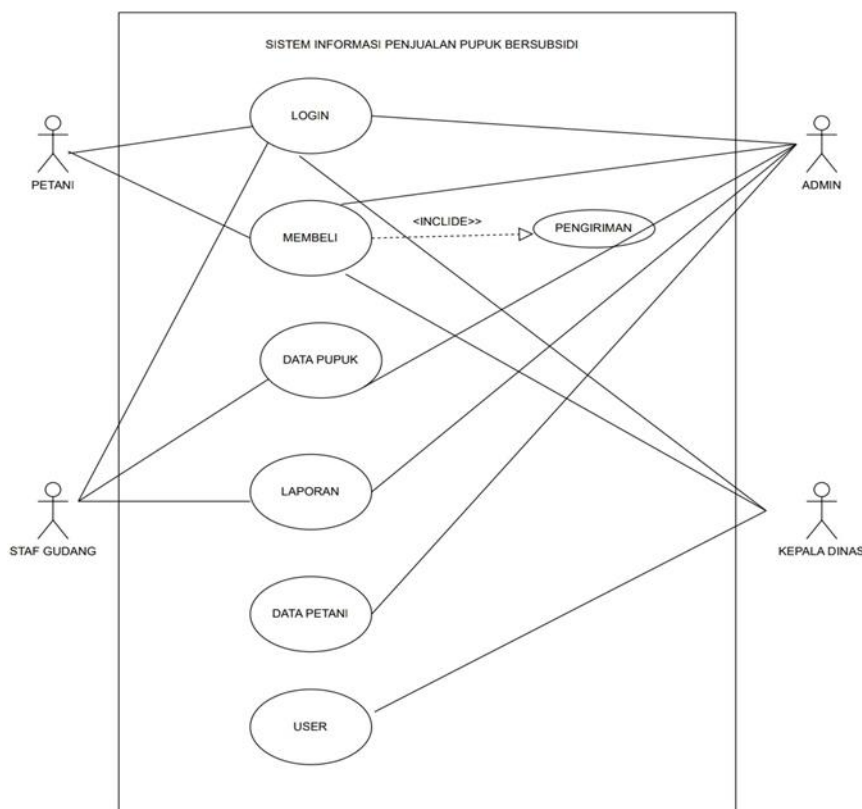 SISTEM INFORMASI PENJUALAN PUPUK BERSUBSIDI
LOGIN
PETANI
ADMIN
MEMBELI
<INCLIDE>>
PENGIRIMAN
DATA PUPUK
LAPORAN
STAF GUDANG
KEPALA DINAS
DATA PETANI
USER